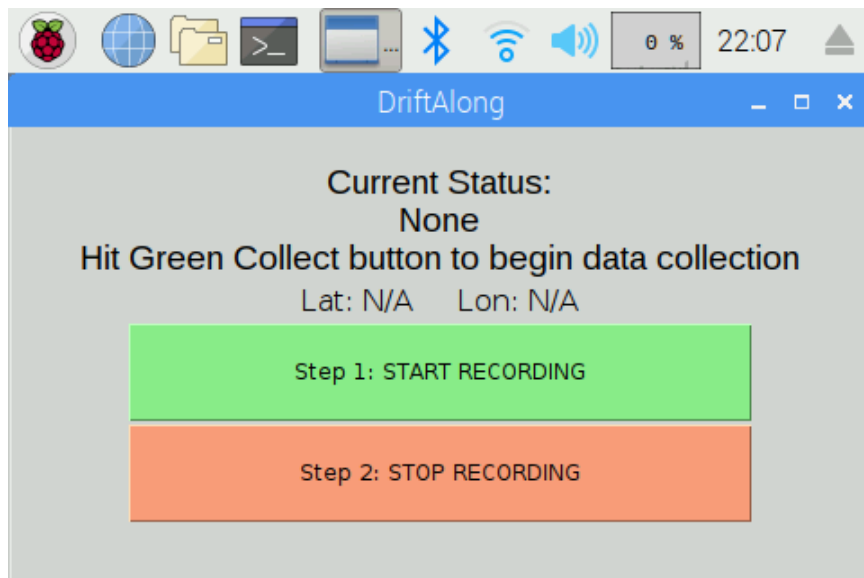 >_ ... 0 % 22:07
DriftAlong
Current Status:
None
Hit Green Collect button to begin data collection
Lat: N/A Lon: N/A
Step 1: START RECORDING
Step 2: STOP RECORDING